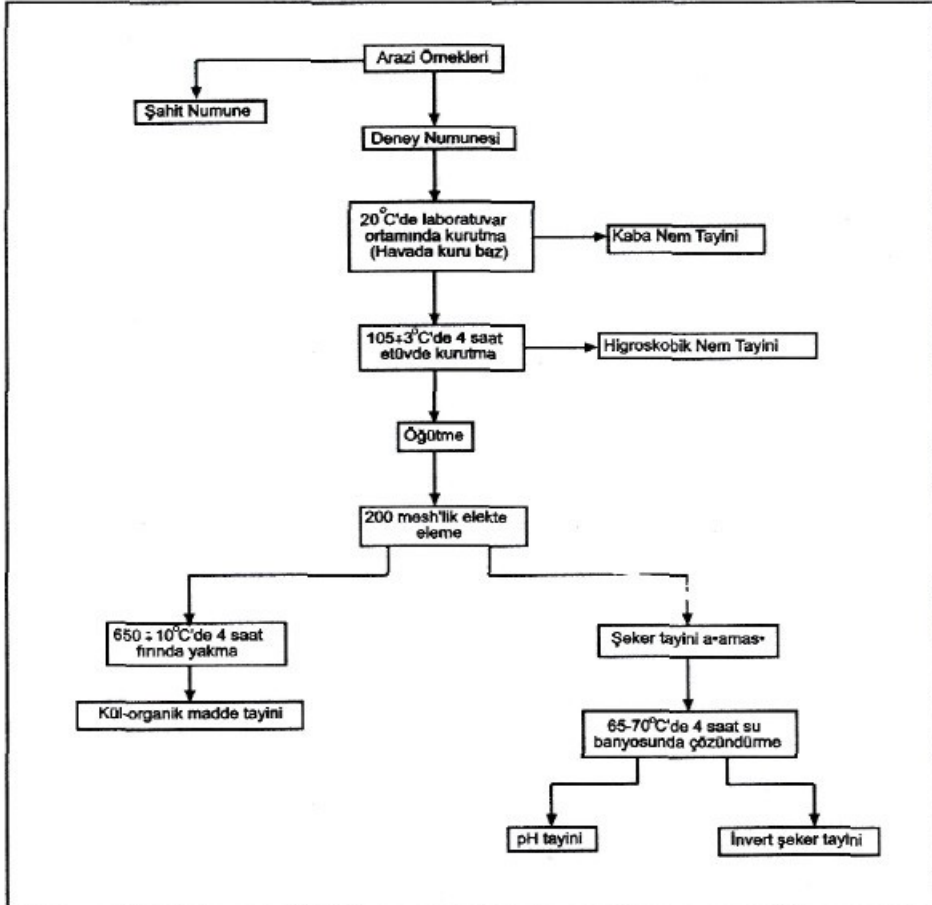 Arazi Örnekleri
Şahit Numune
Deney Numunesi
20°C'de laboratuvar
ortamında kurutma
(Havada kuru baz)
Kaba Nem Tayini
105±3°C'de 4 saat
etüvde kurutma
Higroskobik Nem Tayini
Öğütme
200 mesh'lik elekte
eleme
650 ± 10°C'de 4 saat
fırında yakma
Şeker tayini a•amas•
Kül-organik madde tayini
65-70°C'de 4 saat su
banyosunda çözündürme
pH tayini
İnvert şeker tayini